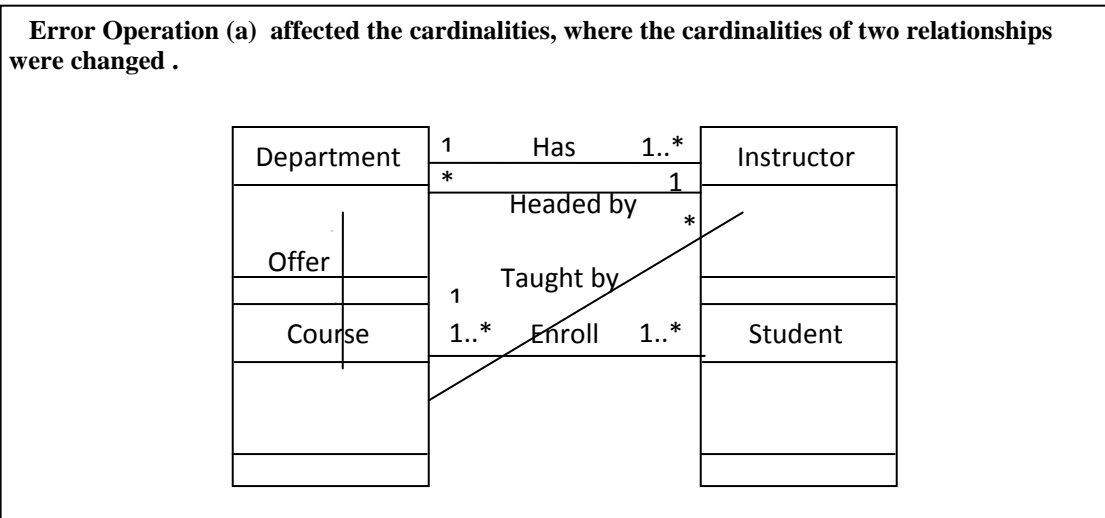 Error Operation (a) affected the cardinalities, where the cardinalities of two relationships
were changed .
Department
1 Has 1..*
Instructor
* 1
Headed by
*
Offer
Taught by
1
Course
1..* Enroll 1..*
Student